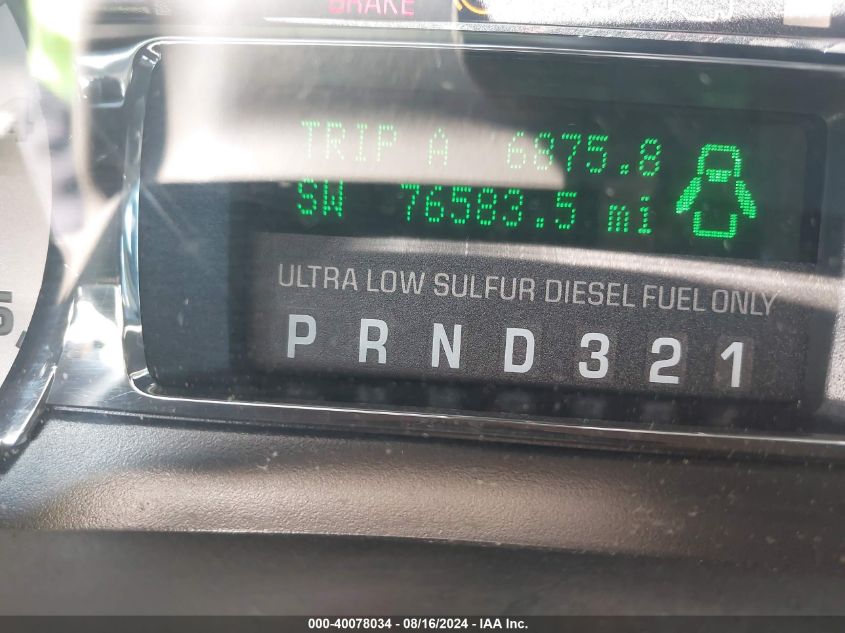 BRAKE
TRIP A 6875.8
SW 76583.5 mi
ULTRA LOW SULFUR DIESEL FUEL ONLY
P R N D 3 2 1
5
000-40078034 - 08/16/2024 - IAA Inc.